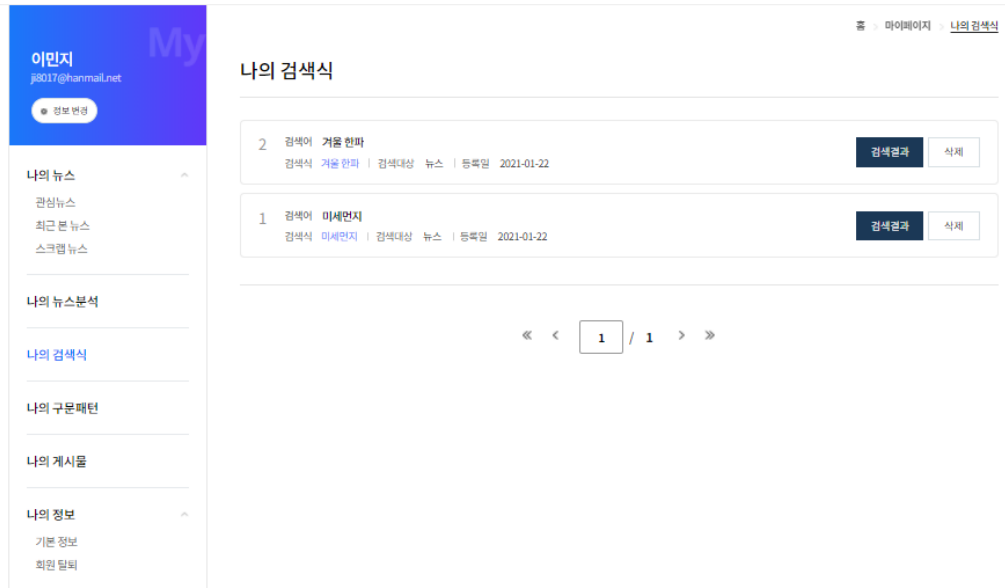 홈 > 마이페이지 > 나의 검색식
My
이민지
ji8017@hanmail.net
정보 변경
나의 뉴스
관심뉴스
최근 본 뉴스
스크랩 뉴스
나의 뉴스분석
나의 검색식
나의 구문패턴
나의 게시물
나의 정보
기본 정보
회원 탈퇴
나의 검색식
2 검색어 겨울 한파
검색식 겨울 한파 | 검색대상 뉴스 | 등록일 2021-01-22
검색결과 삭제
1 검색어 미세먼지
검색식 미세먼지 | 검색대상 뉴스 | 등록일 2021-01-22
검색결과 삭제
« < 1 / 1 > »